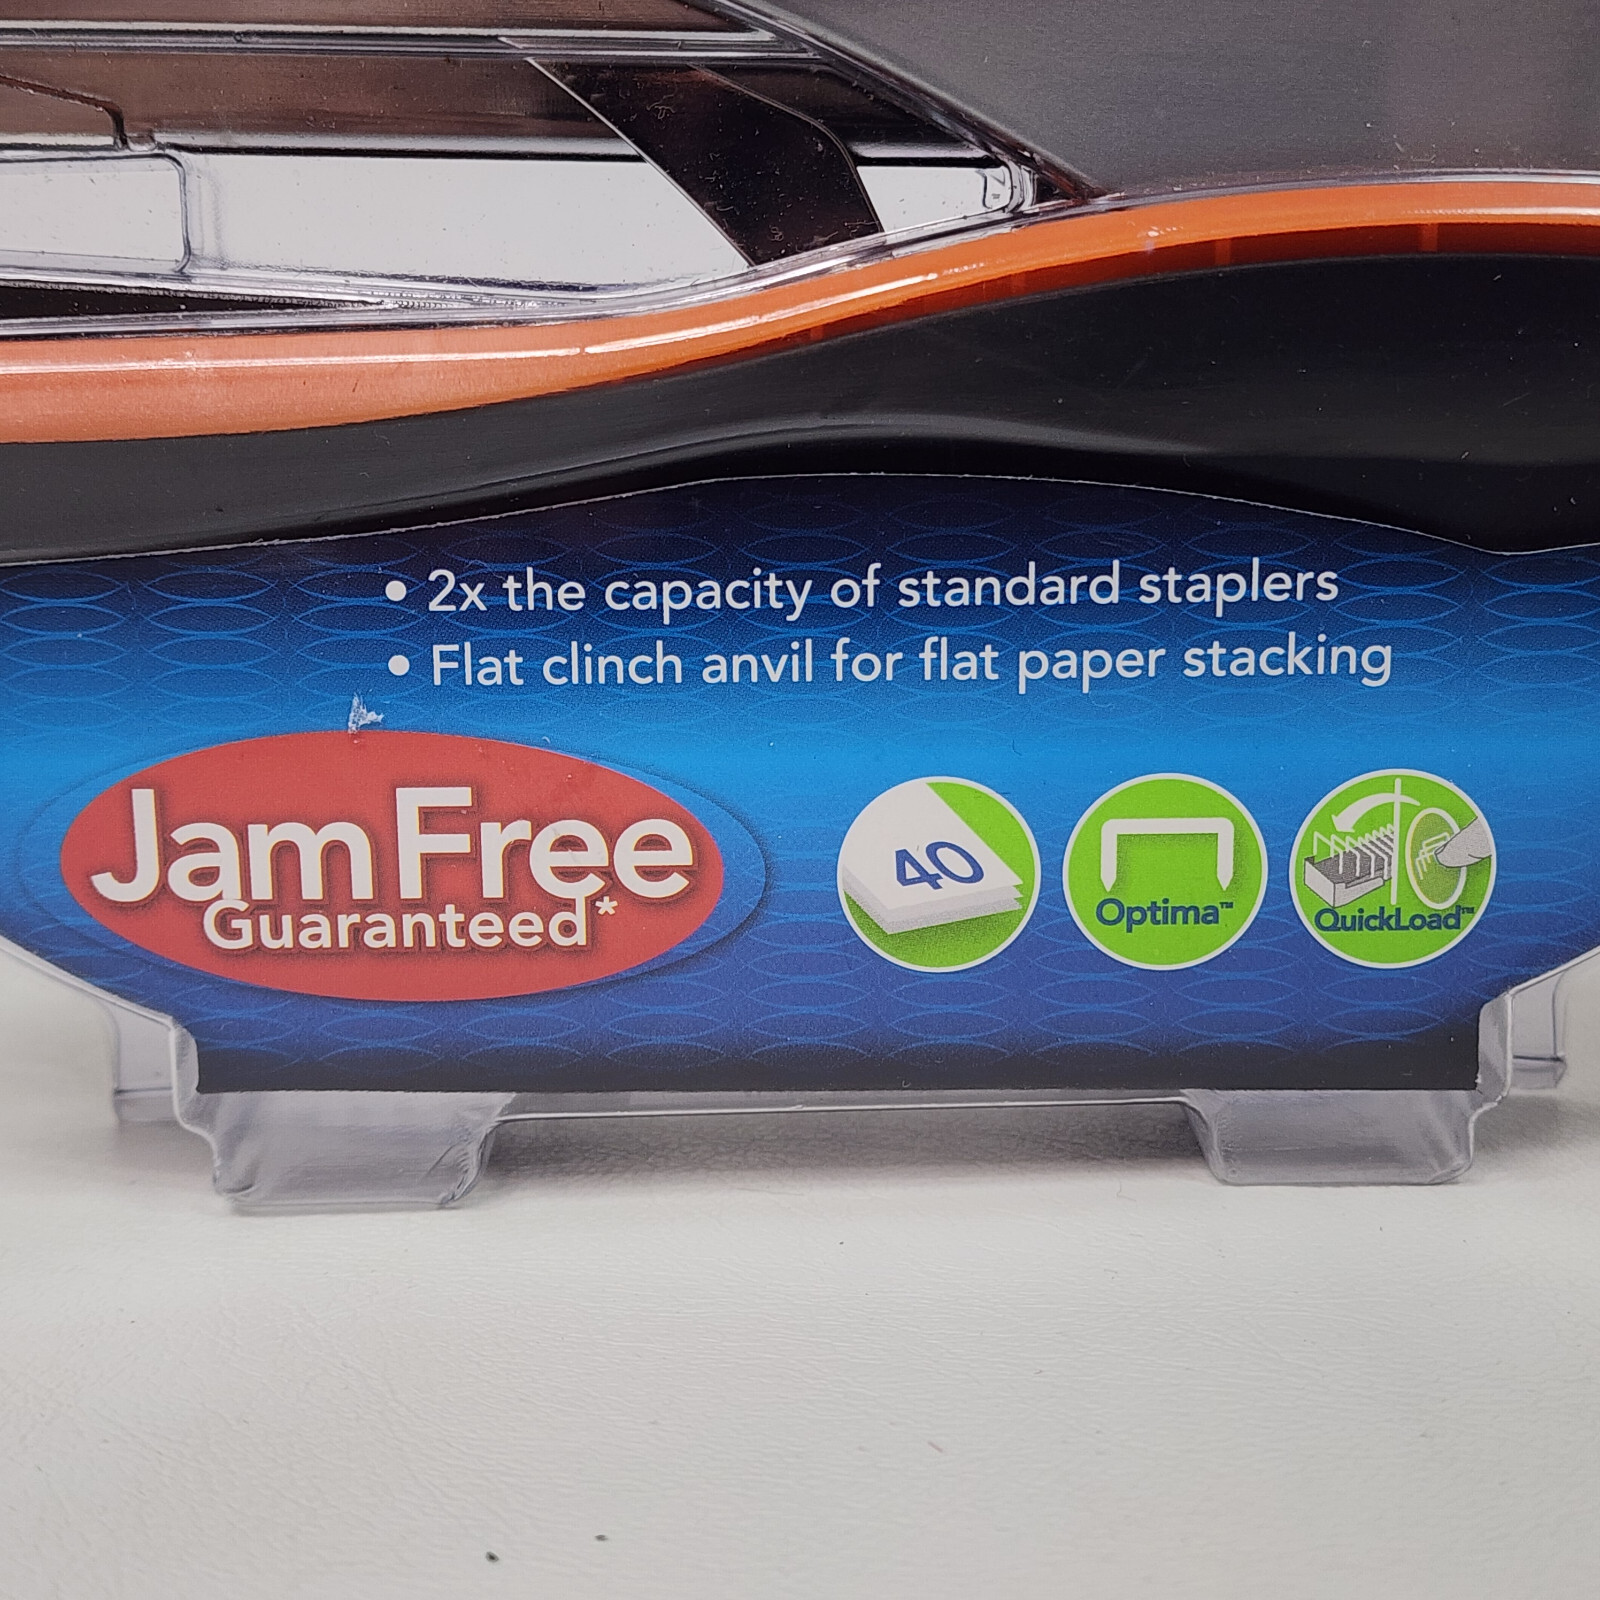 • 2x the capacity of standard staplers
• Flat clinch anvil for flat paper stacking
Jam Free
Guaranteed*
40
Optima™
QuickLoad™